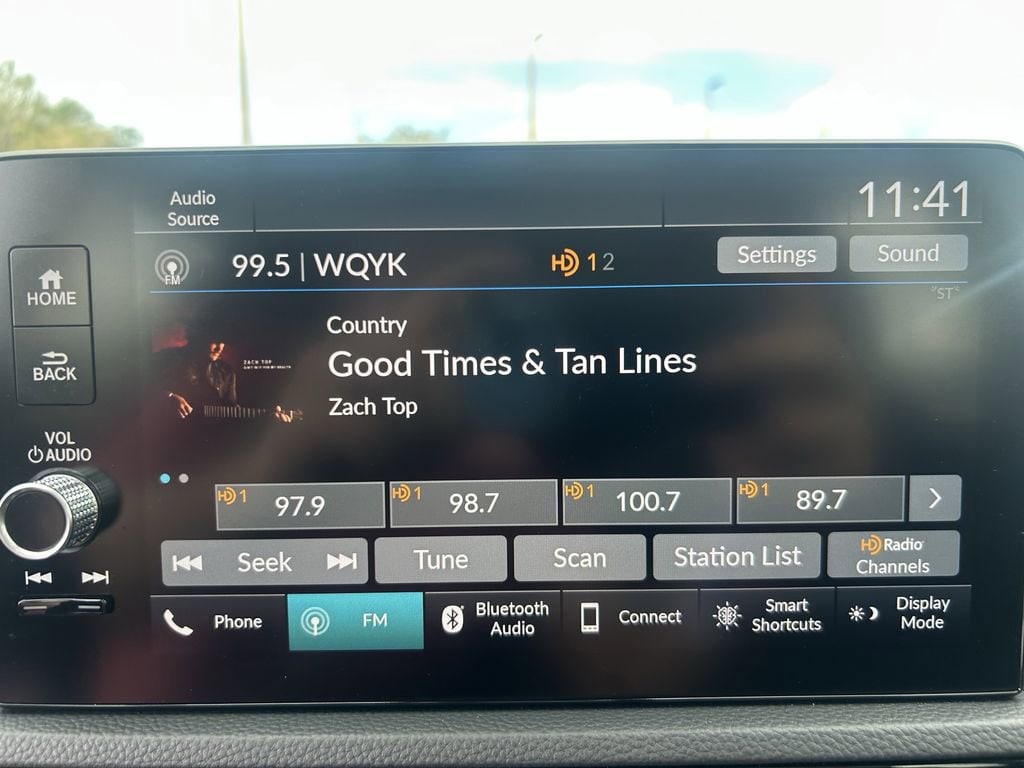 Audio
Source
11:41
FM
99.5 | WQYK
HD 1 2
Settings
Sound
"ST"
HOME
BACK
VOL
AUDIO
Country
Good Times & Tan Lines
Zach Top
ZACH TOP
HD 1 97.9
HD 1 98.7
HD 1 100.7
HD 1 89.7
Seek
Tune
Scan
Station List
HD Radio
Channels
Phone
FM
Bluetooth
Audio
Connect
Smart
Shortcuts
Display
Mode